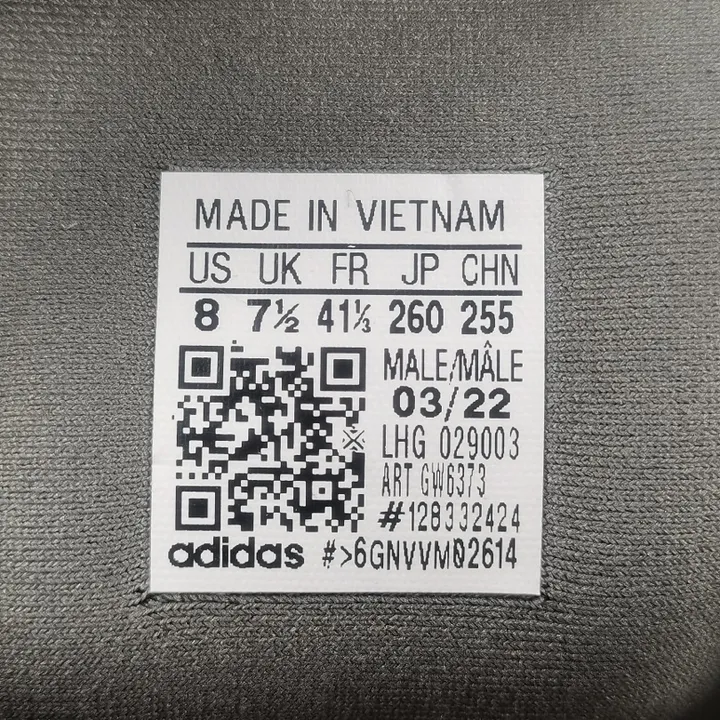 MADE IN VIETNAM
US UK FR JP CHN
8 7½ 41⅓ 260 255
MALE/MÂLE
03/22
LHG 029003
ART GW6373
#128332424
adidas #>6GNVVM02614